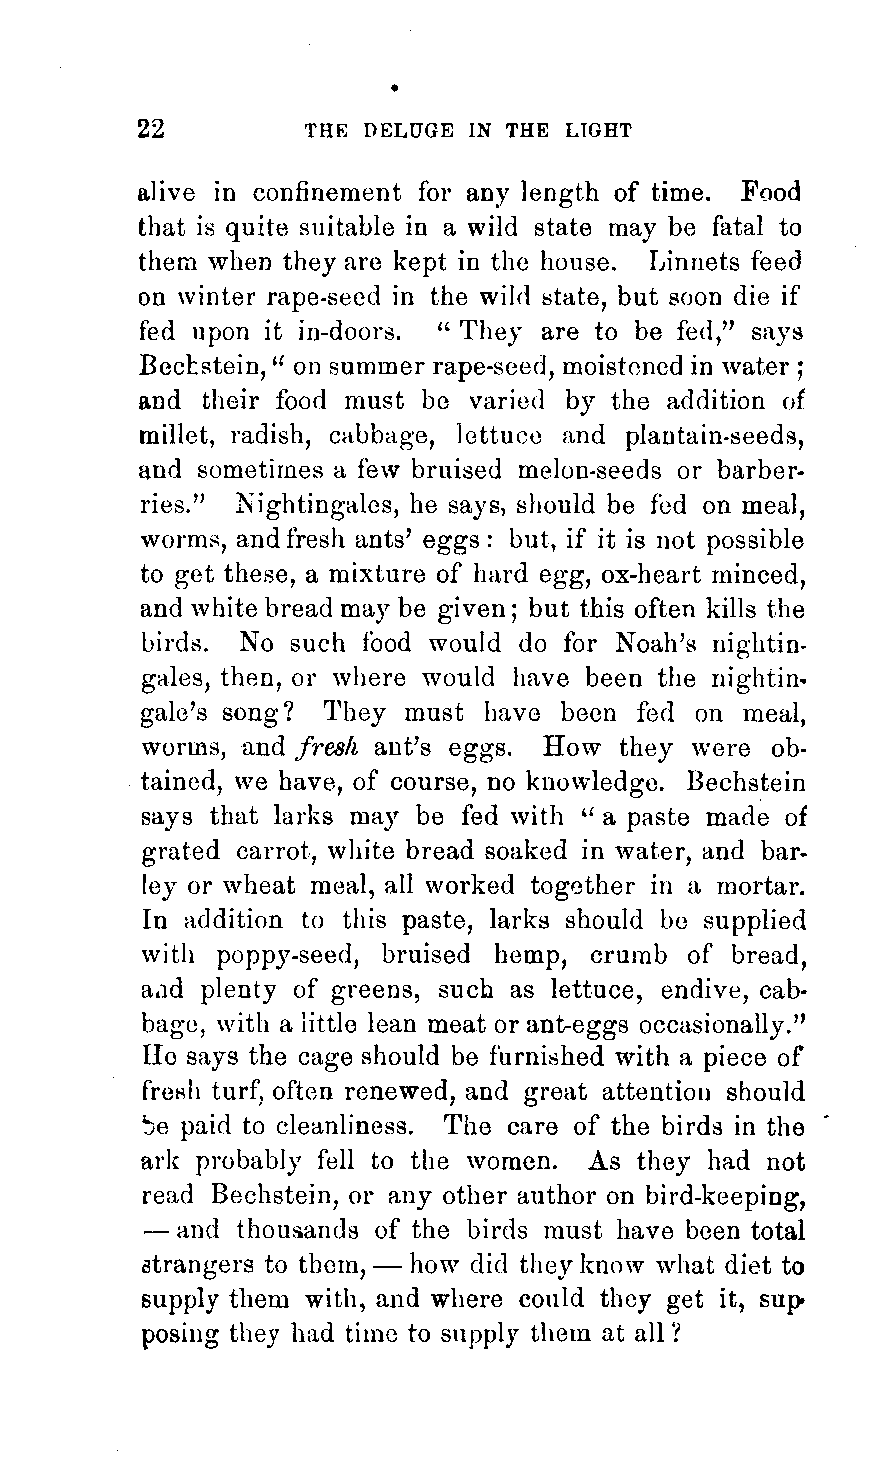 22 THE DELUGE IN THE LIGHT
alive in confinement for any length of time. Food
that is quite suitable in a wild state may be fatal to
them when they are kept in the house. Linnets feed
on winter rape-seed in the wild state, but soon die if
fed upon it in-doors. “ They are to be fed,” says
Bechstein, “ on summer rape-seed, moistened in water ;
and their food must be varied by the addition of
millet, radish, cabbage, lettuce and plantain-seeds,
and sometimes a few bruised melon-seeds or barber-
ries.” Nightingales, he says, should be fed on meal,
worms, and fresh ants’ eggs : but, if it is not possible
to get these, a mixture of hard egg, ox-heart minced,
and white bread may be given ; but this often kills the
birds. No such food would do for Noah’s nightin-
gales, then, or where would have been the nightin-
gale’s song? They must have been fed on meal,
worms, and fresh ant’s eggs. How they were ob-
tained, we have, of course, no knowledge. Bechstein
says that larks may be fed with “ a paste made of
grated carrot, white bread soaked in water, and bar-
ley or wheat meal, all worked together in a mortar.
In addition to this paste, larks should be supplied
with poppy-seed, bruised hemp, crumb of bread,
and plenty of greens, such as lettuce, endive, cab-
bage, with a little lean meat or ant-eggs occasionally.”
He says the cage should be furnished with a piece of
fresh turf, often renewed, and great attention should
be paid to cleanliness. The care of the birds in the
ark probably fell to the women. As they had not
read Bechstein, or any other author on bird-keeping,
— and thousands of the birds must have been total
strangers to them, — how did they know what diet to
supply them with, and where could they get it, sup-
posing they had time to supply them at all ?